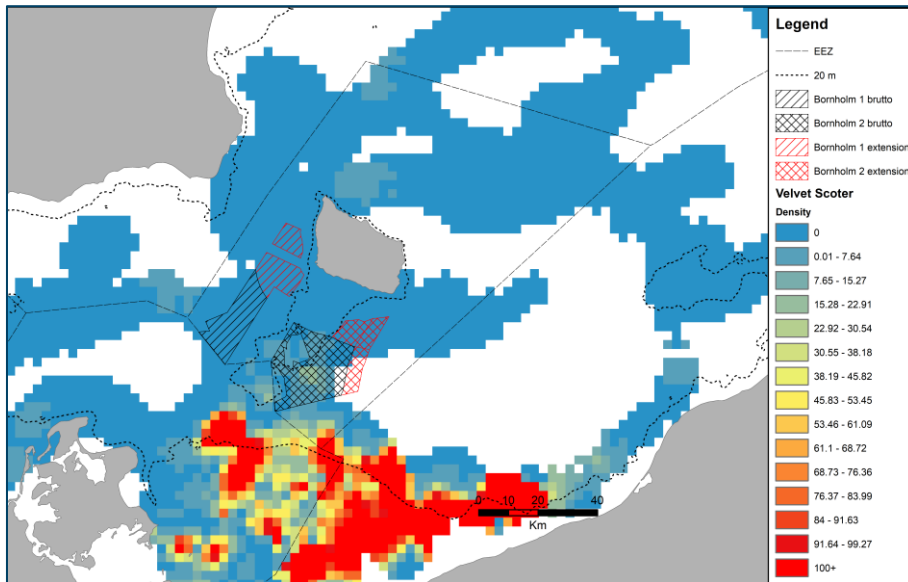 Legend
EEZ
20 m
Bornholm 1 brutto
Bornholm 2 brutto
Bornholm 1 extension
Bornholm 2 extension
Velvet Scoter
Density
0
0.01 - 7.64
7.65 - 15.27
15.28 - 22.91
22.92 - 30.54
30.55 - 38.18
38.19 - 45.82
45.83 - 53.45
53.46 - 61.09
61.1 - 68.72
68.73 - 76.36
76.37 - 83.99
84 - 91.63
91.64 - 99.27
100+
0 10 20 40
Km